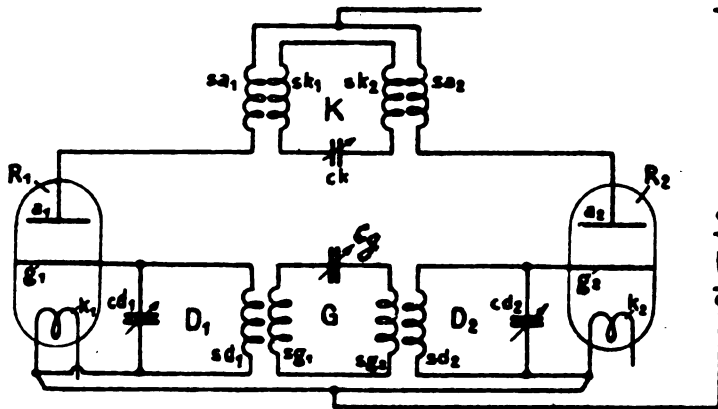 sa₁ sk₁ sk₂ sa₂
K
ck
R₁ R₂
a₁ a₂
Cg
g₁ g₂
k₁ cd₁ D₁ G D₂ cd₂ k₂
sd₁ sg₁ sg₂ sd₂